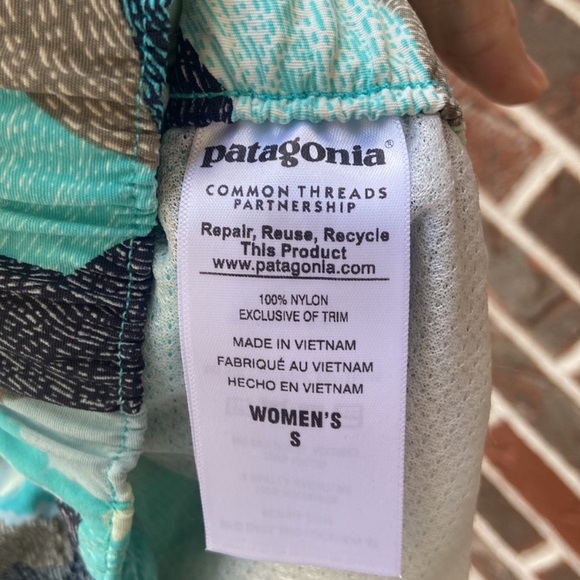 patagonia®
COMMON THREADS
PARTNERSHIP
Repair, Reuse, Recycle
This Product
www.patagonia.com
100% NYLON
EXCLUSIVE OF TRIM
MADE IN VIETNAM
FABRIQUÉ AU VIETNAM
HECHO EN VIETNAM
WOMEN'S
S